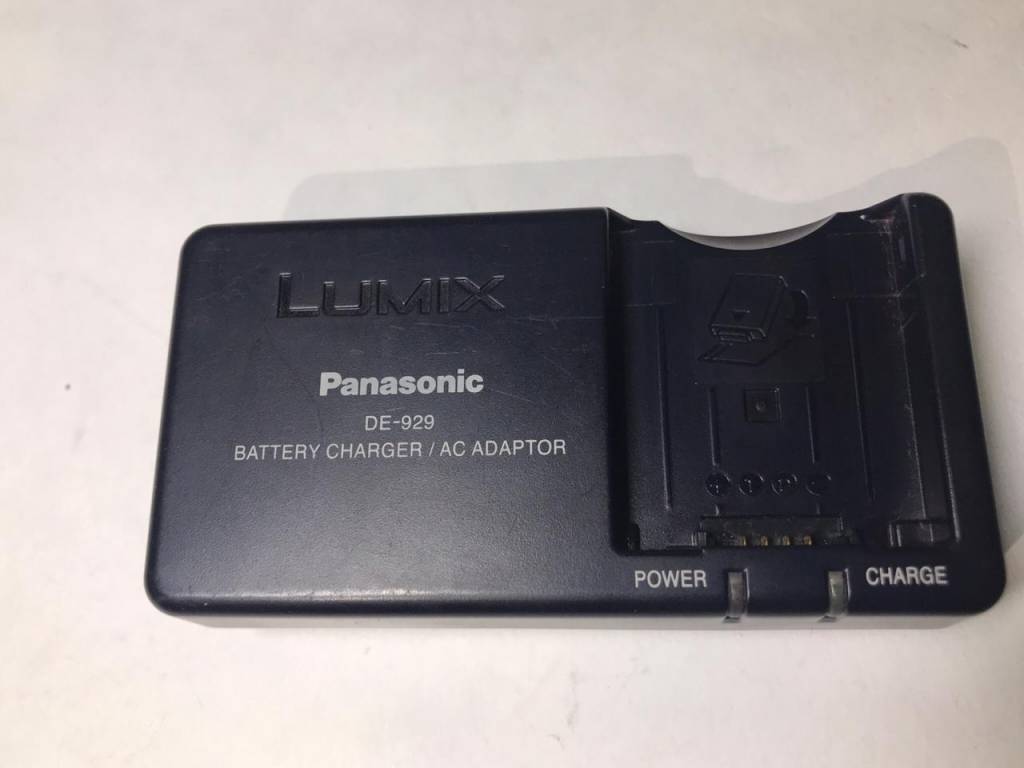 LUMIX
Panasonic
DE-929
BATTERY CHARGER / AC ADAPTOR
POWER
CHARGE